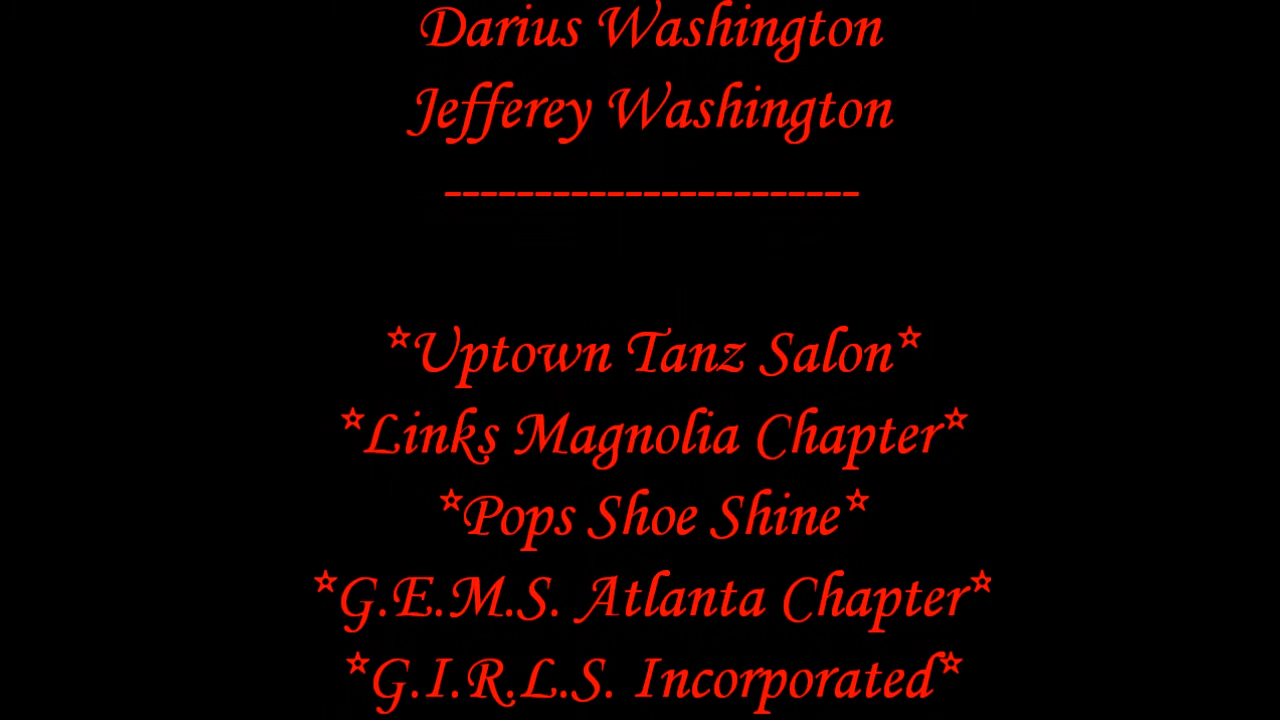 Darius Washington
Jefferey Washington
-----------------------
*Uptown Tanz Salon*
*Links Magnolia Chapter*
*Pops Shoe Shine*
*G.E.M.S. Atlanta Chapter*
*G.I.R.L.S. Incorporated*